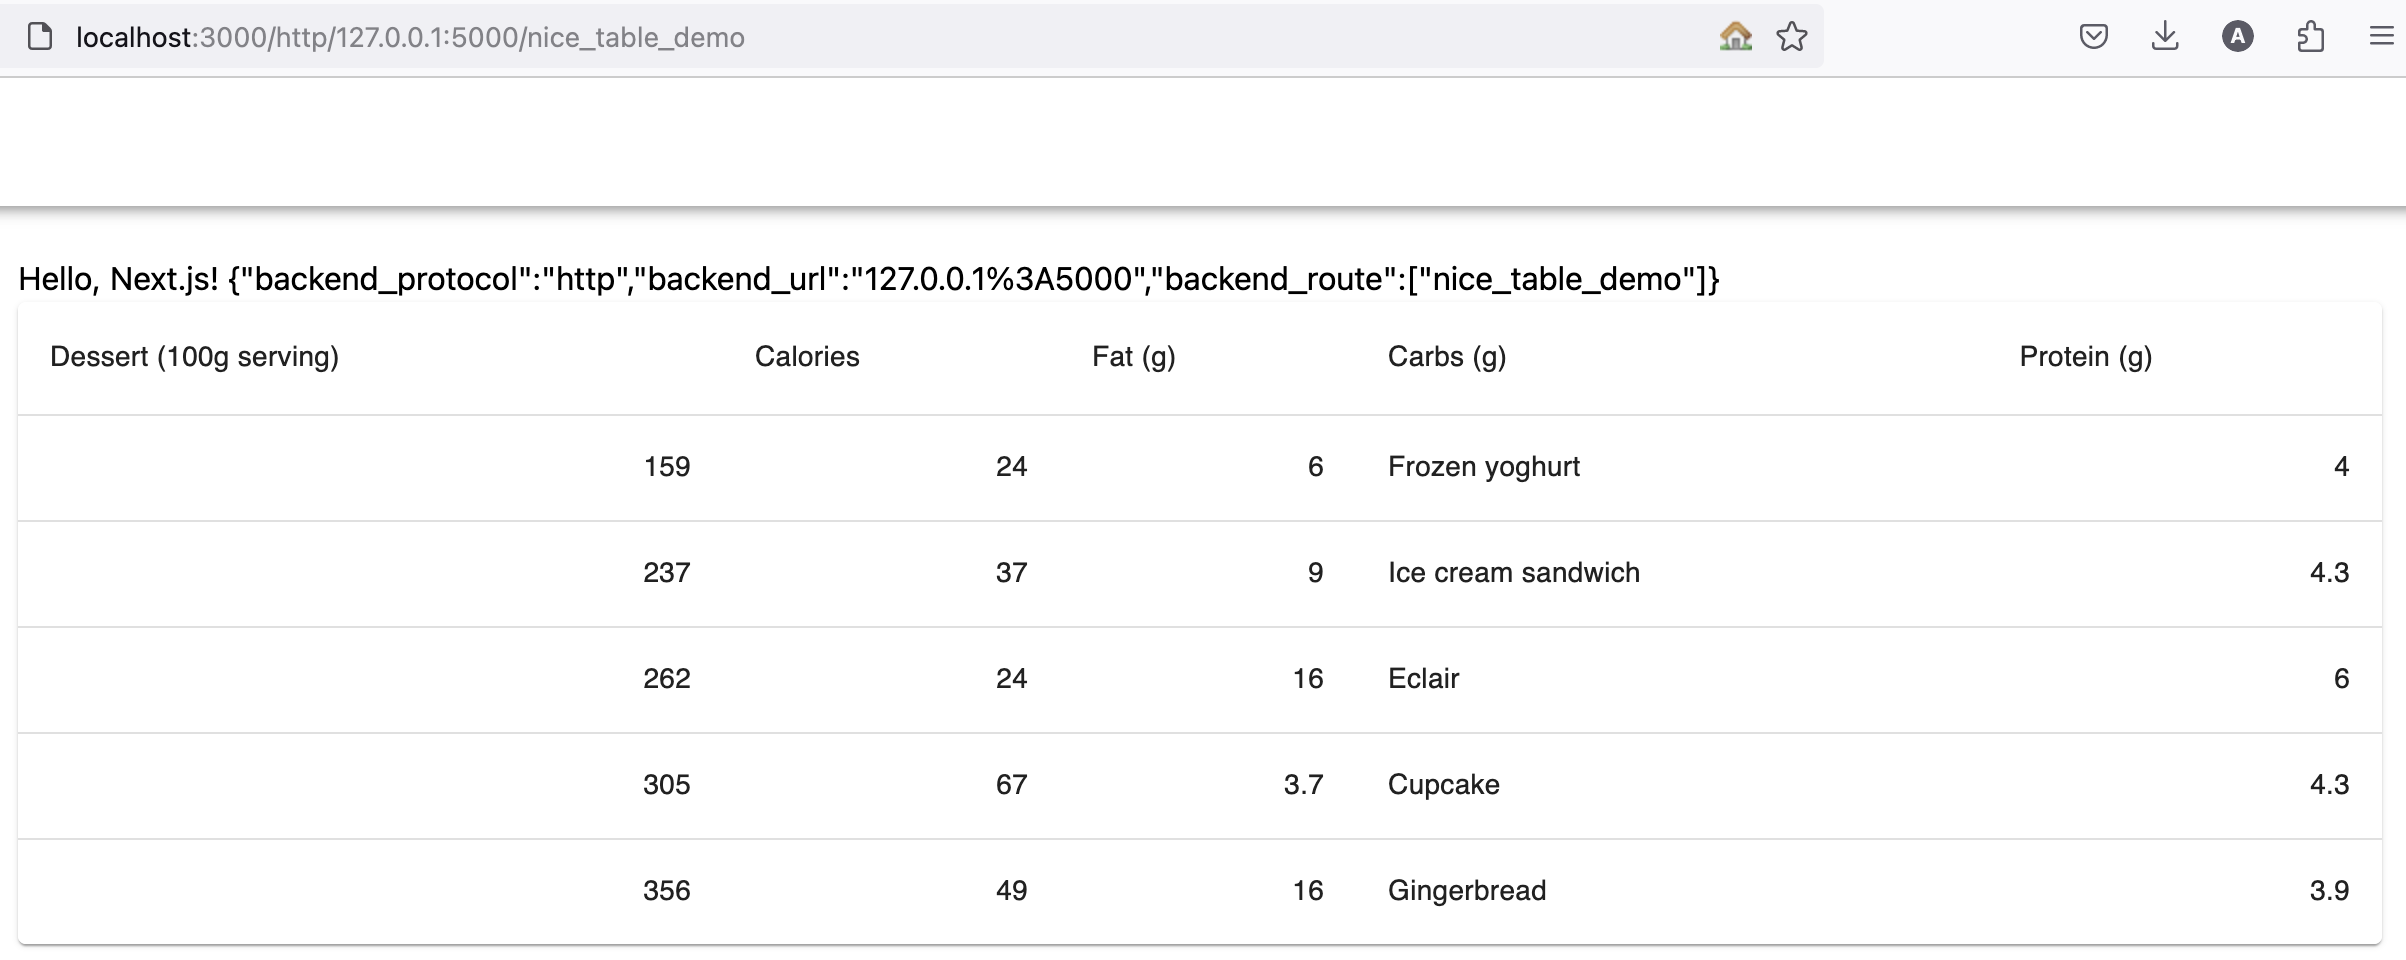 localhost:3000/http/127.0.0.1:5000/nice_table_demo
A
Hello, Next.js! {"backend_protocol":"http","backend_url":"127.0.0.1%3A5000","backend_route":["nice_table_demo"]}
Dessert (100g serving) Calories Fat (g) Carbs (g) Protein (g)
159 24 6 Frozen yoghurt 4
237 37 9 Ice cream sandwich 4.3
262 24 16 Eclair 6
305 67 3.7 Cupcake 4.3
356 49 16 Gingerbread 3.9